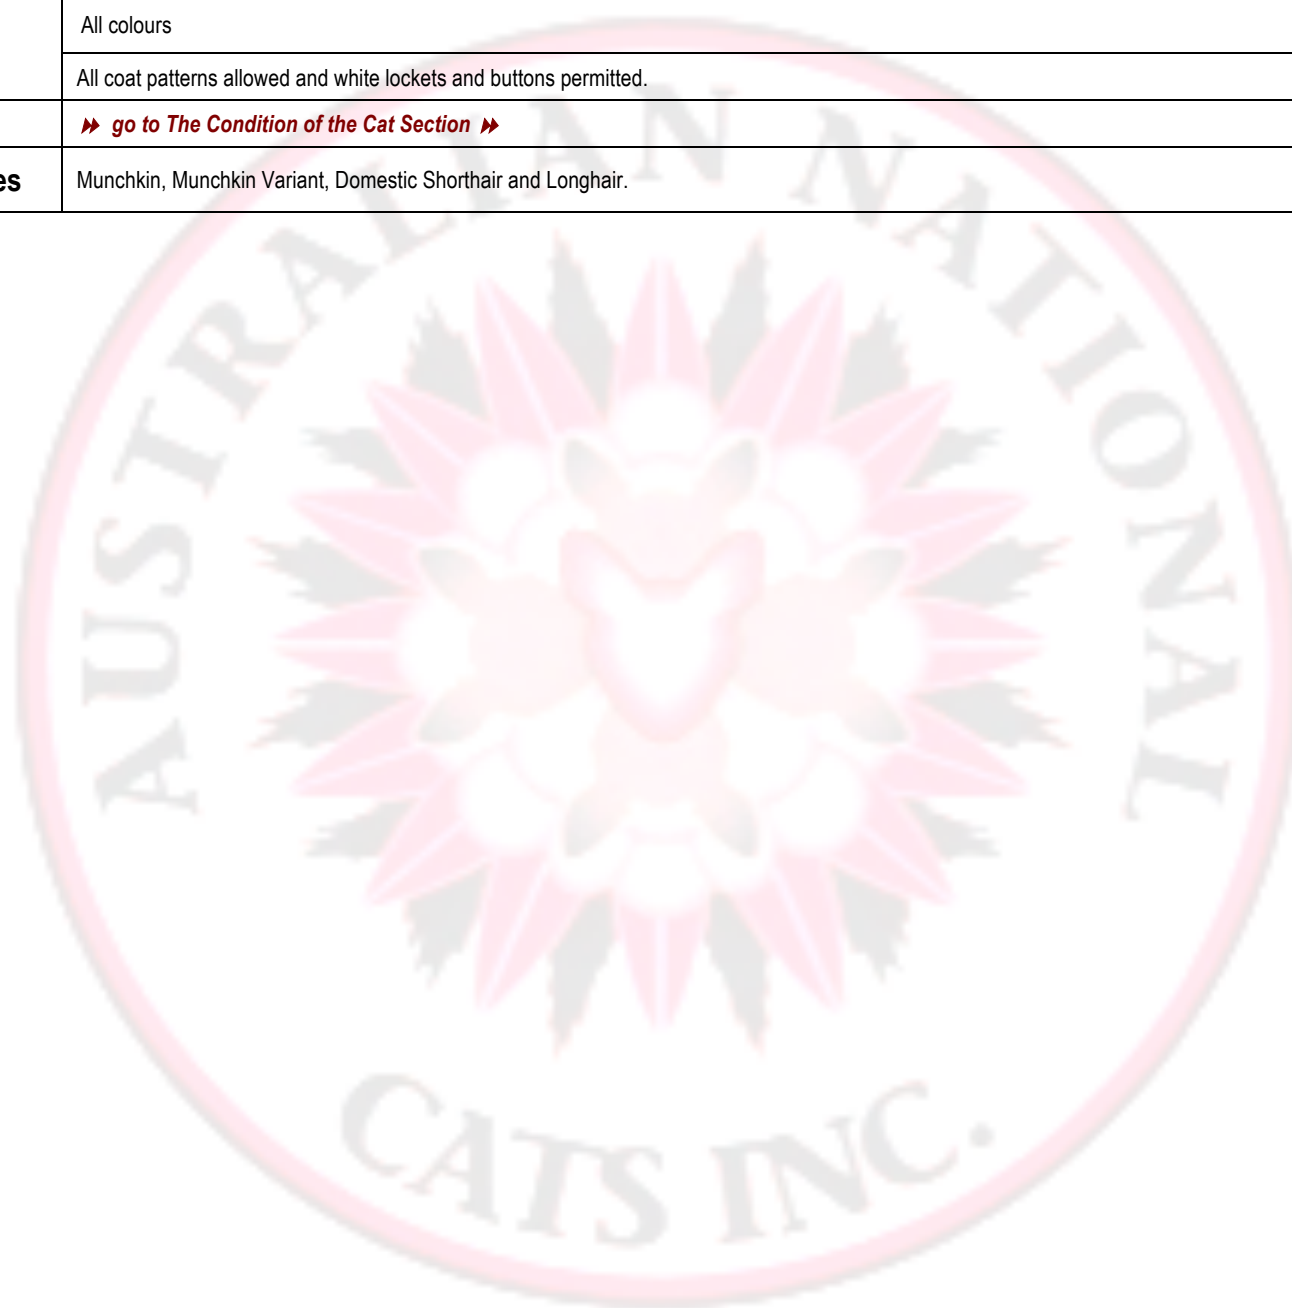 All colours
All coat patterns allowed and white lockets and buttons permitted.
go to The Condition of the Cat Section
es
Munchkin, Munchkin Variant, Domestic Shorthair and Longhair.
AUSTRALIAN NATIONAL
CATS INC.